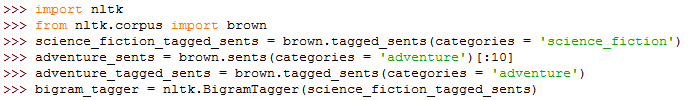 >>> import nltk
>>> from nltk.corpus import brown
>>> science_fiction_tagged_sents = brown.tagged_sents(categories = 'science_fiction')
>>> adventure_sents = brown.sents(categories = 'adventure')[:10]
>>> adventure_tagged_sents = brown.tagged_sents(categories = 'adventure')
>>> bigram_tagger = nltk.BigramTagger(science_fiction_tagged_sents)